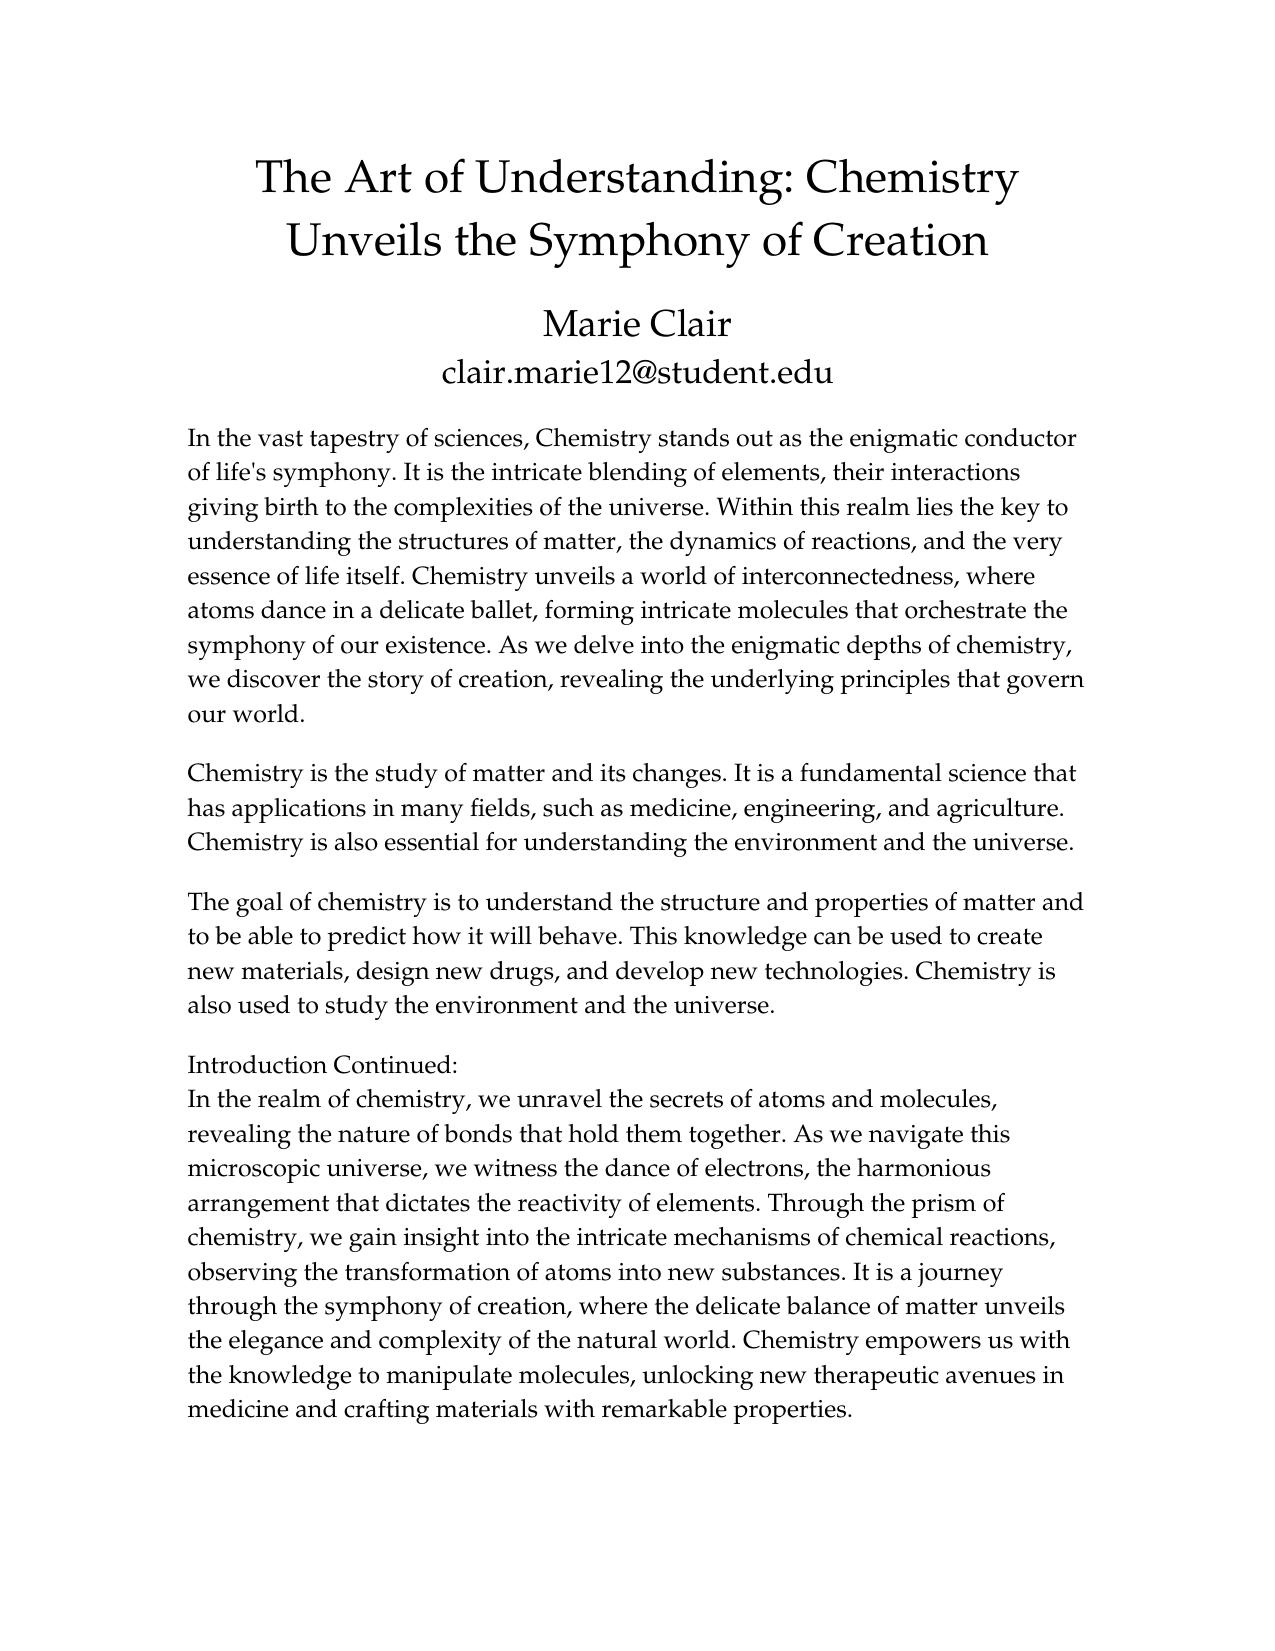 The Art of Understanding: Chemistry
Unveils the Symphony of Creation
Marie Clair
clair.marie12@student.edu
In the vast tapestry of sciences, Chemistry stands out as the enigmatic conductor
of life's symphony. It is the intricate blending of elements, their interactions
giving birth to the complexities of the universe. Within this realm lies the key to
understanding the structures of matter, the dynamics of reactions, and the very
essence of life itself. Chemistry unveils a world of interconnectedness, where
atoms dance in a delicate ballet, forming intricate molecules that orchestrate the
symphony of our existence. As we delve into the enigmatic depths of chemistry,
we discover the story of creation, revealing the underlying principles that govern
our world.
Chemistry is the study of matter and its changes. It is a fundamental science that
has applications in many fields, such as medicine, engineering, and agriculture.
Chemistry is also essential for understanding the environment and the universe.
The goal of chemistry is to understand the structure and properties of matter and
to be able to predict how it will behave. This knowledge can be used to create
new materials, design new drugs, and develop new technologies. Chemistry is
also used to study the environment and the universe.
Introduction Continued:
In the realm of chemistry, we unravel the secrets of atoms and molecules,
revealing the nature of bonds that hold them together. As we navigate this
microscopic universe, we witness the dance of electrons, the harmonious
arrangement that dictates the reactivity of elements. Through the prism of
chemistry, we gain insight into the intricate mechanisms of chemical reactions,
observing the transformation of atoms into new substances. It is a journey
through the symphony of creation, where the delicate balance of matter unveils
the elegance and complexity of the natural world. Chemistry empowers us with
the knowledge to manipulate molecules, unlocking new therapeutic avenues in
medicine and crafting materials with remarkable properties.